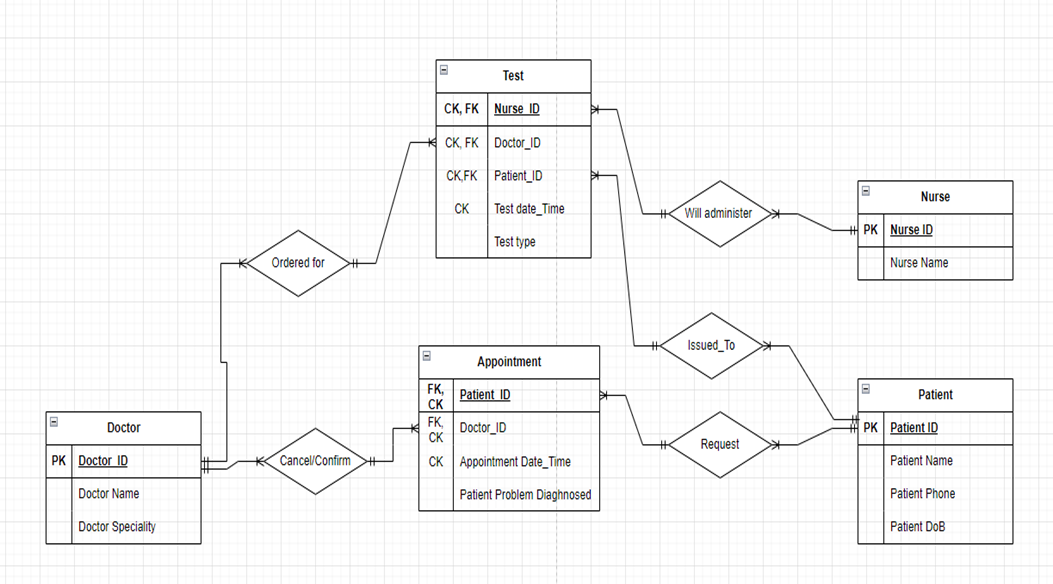 Test
CK, FK Nurse_ID
CK, FK Doctor_ID
CK,FK Patient_ID
CK Test date_Time
Test type
Will administer
Nurse
PK Nurse ID
Nurse Name
Ordered for
Issued_To
Appointment
FK,
CK Patient_ID
FK,
CK Doctor_ID
CK Appointment Date_Time
Patient Problem Diaghnosed
Patient
PK Patient ID
Patient Name
Patient Phone
Patient DoB
Request
Doctor
PK Doctor_ID
Doctor Name
Doctor Speciality
Cancel/Confirm